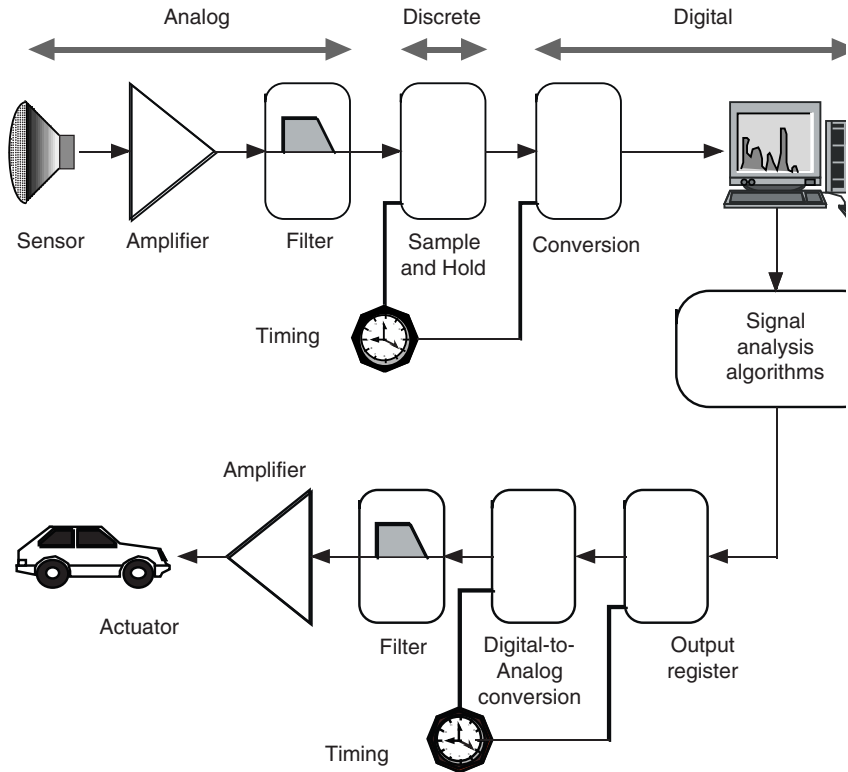 Analog
Discrete
Digital
Sensor
Amplifier
Filter
Sample
and Hold
Conversion
Timing
Signal
analysis
algorithms
Amplifier
Actuator
Filter
Digital-to-
Analog
conversion
Output
register
Timing